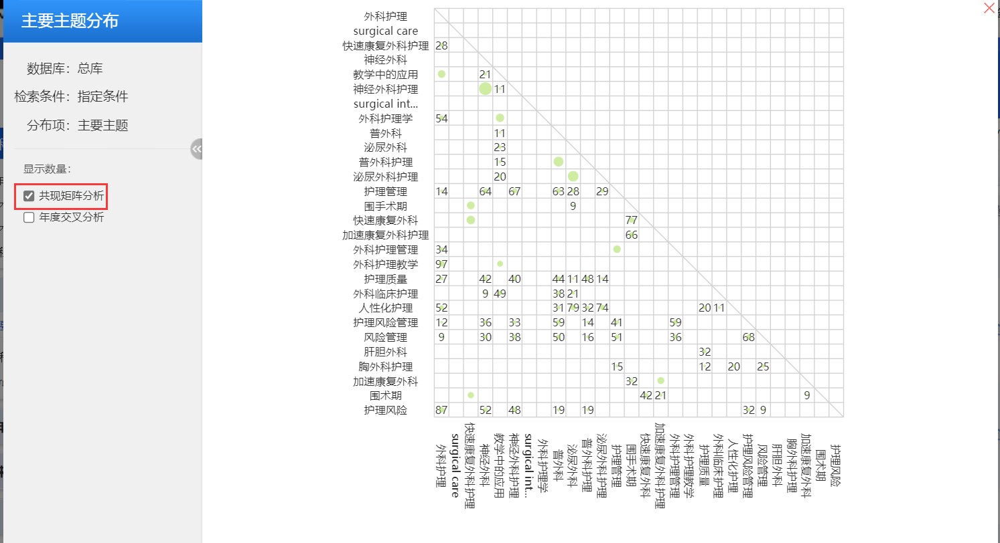 主要主题分布
数据库：总库
检索条件：指定条件
分布项：主要主题
显示数量：
共现矩阵分析
年度交叉分析
外科护理
surgical care
快速康复外科护理 28
神经外科
教学中的应用 21
神经外科护理 11
surgical int...
外科护理学 54
普外科 11
泌尿外科 23
普外科护理 15
泌尿外科护理 20
护理管理 14 64 67 63 28 29
围手术期 9
快速康复外科 77
加速康复外科护理 66
外科护理管理 34
外科护理教学 97
护理质量 27 42 40 44 11 48 14
外科临床护理 9 49 38 21
人性化护理 52 31 79 32 74 20 11
护理风险管理 12 36 33 59 14 41 59
风险管理 9 30 38 50 16 51 36 68
肝胆外科 32
胸外科护理 15 12 20 25
加速康复外科 32
围术期 42 21 9
护理风险 87 52 48 19 19 32 9
外科护理
surgical care
快速康复外科护理
神经外科
教学中的应用
神经外科护理
surgical int...
外科护理学
普外科
泌尿外科
普外科护理
泌尿外科护理
护理管理
围手术期
快速康复外科
加速康复外科护理
外科护理管理
外科护理教学
护理质量
外科临床护理
人性化护理
护理风险管理
风险管理
肝胆外科
胸外科护理
加速康复外科
围术期
护理风险